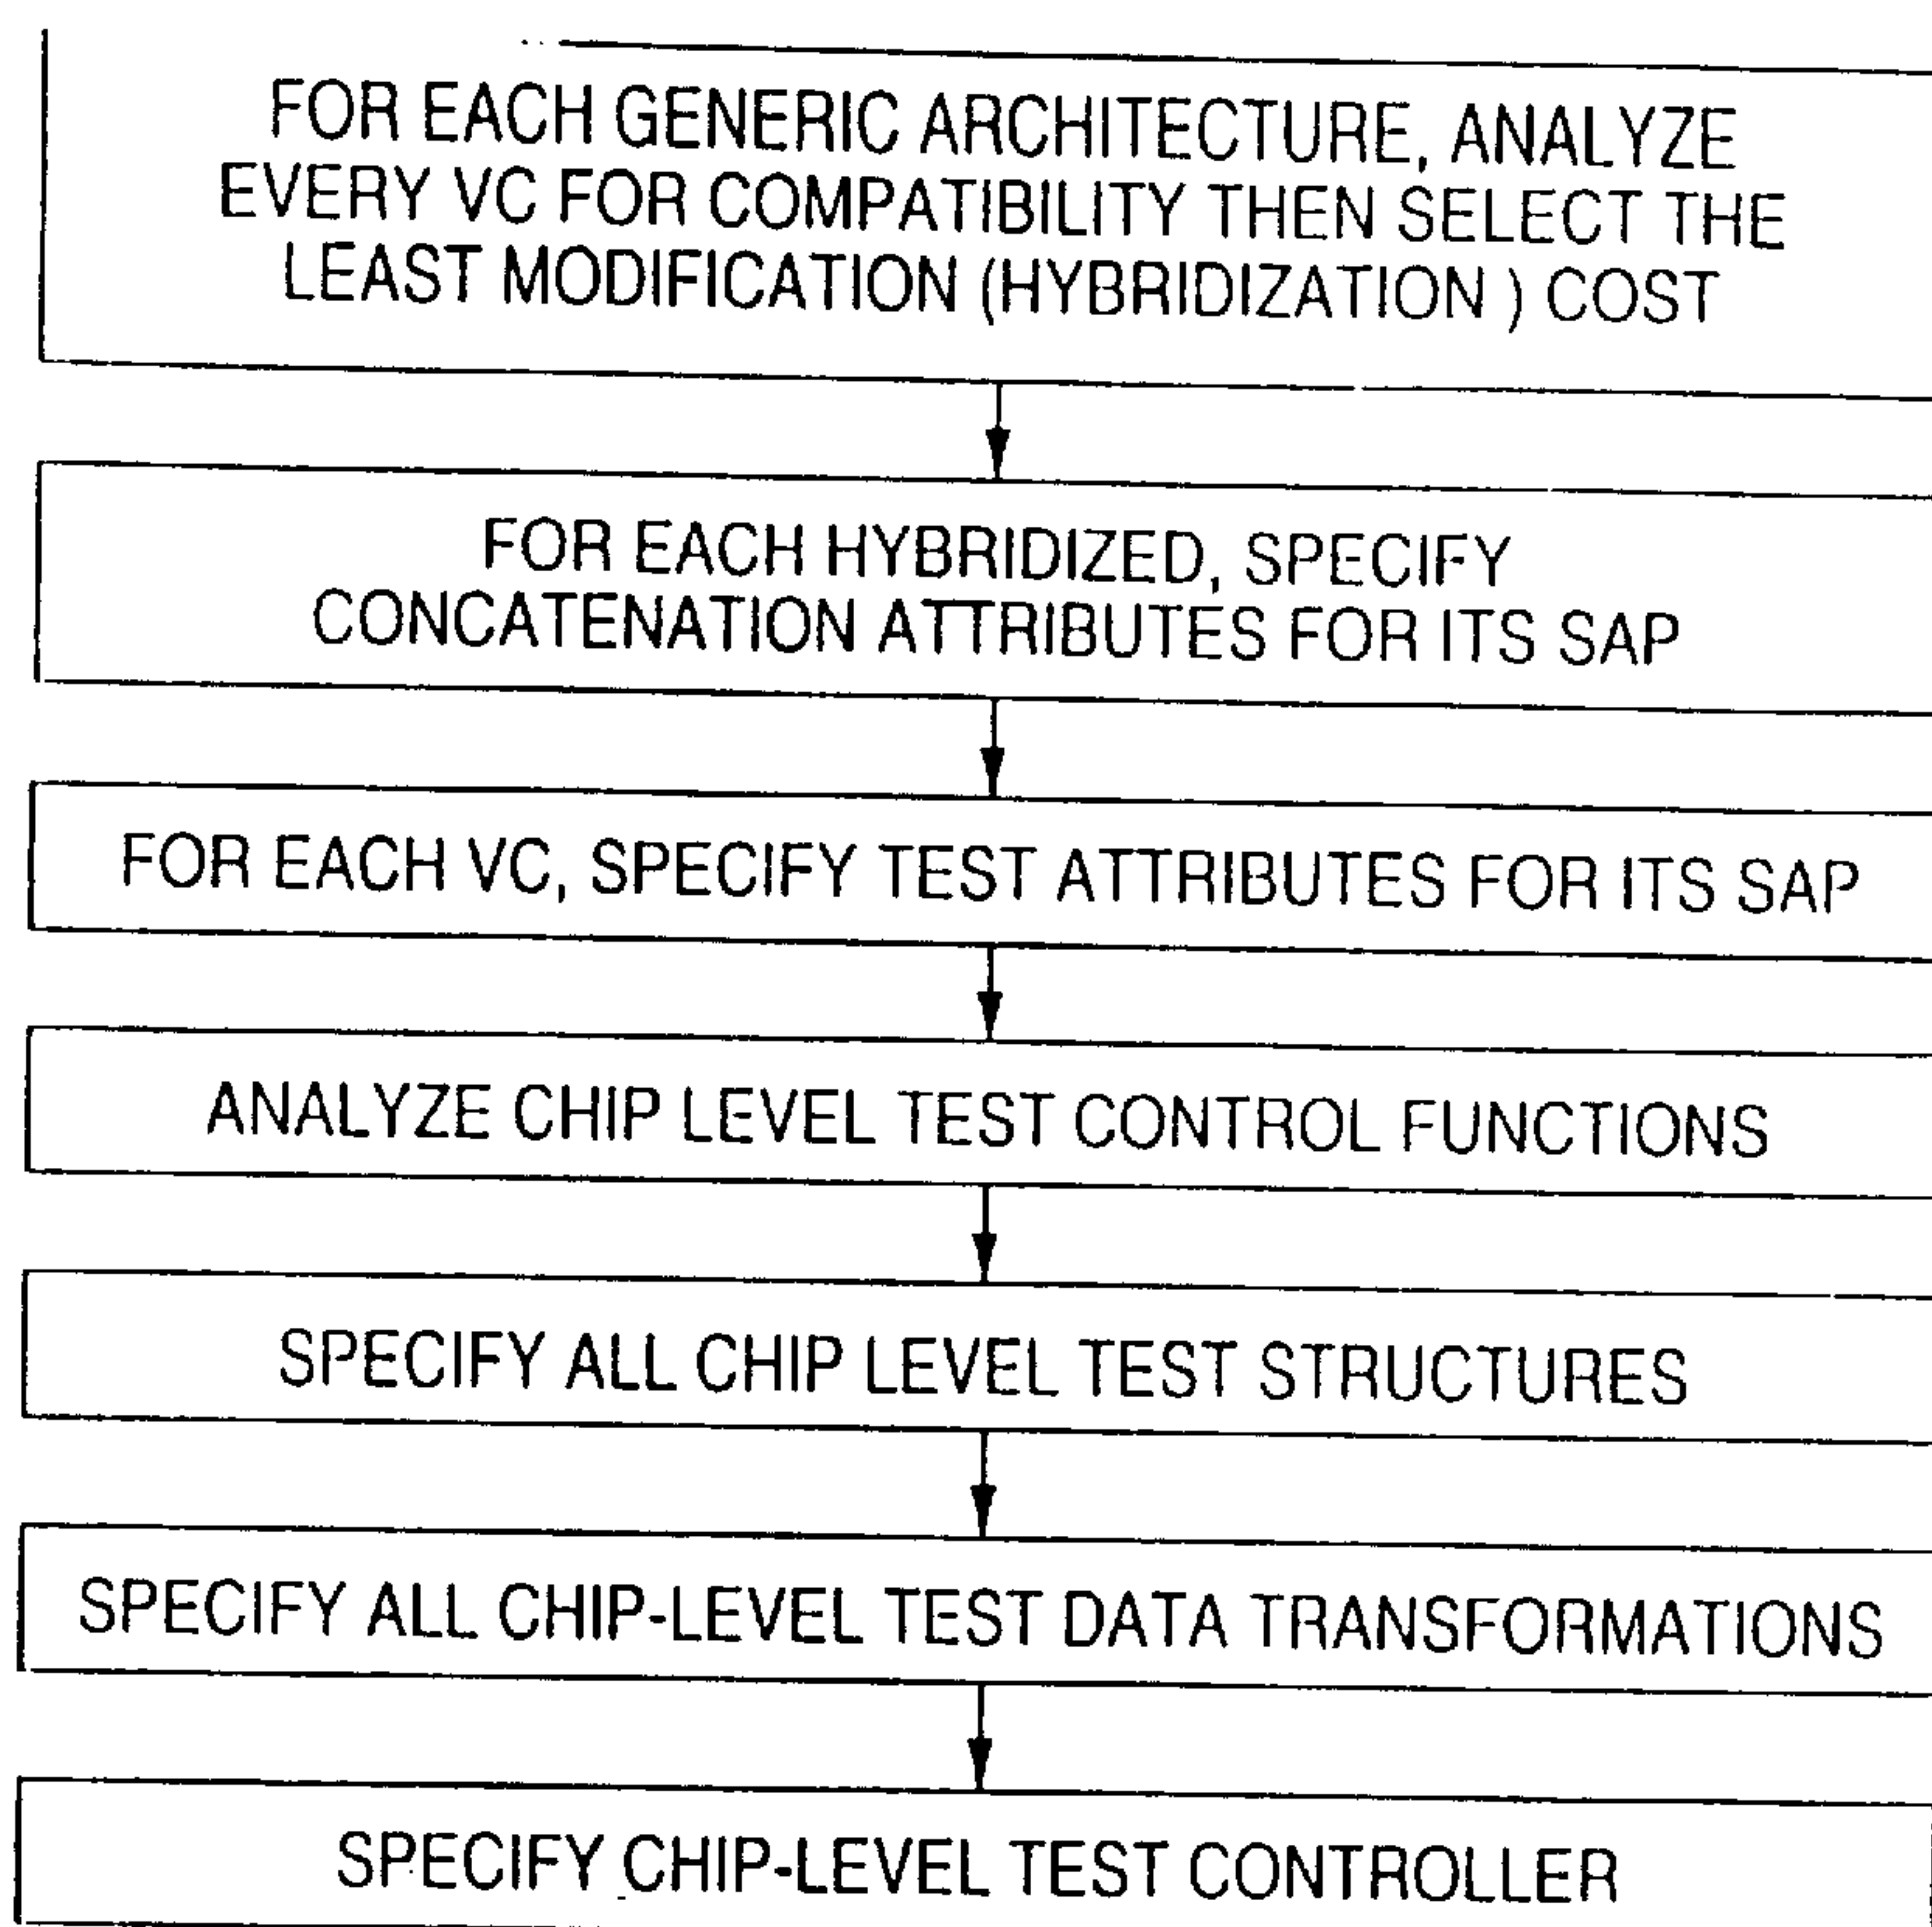 FOR EACH GENERIC ARCHITECTURE, ANALYZE
EVERY VC FOR COMPATIBILITY THEN SELECT THE
LEAST MODIFICATION (HYBRIDIZATION ) COST
FOR EACH HYBRIDIZED, SPECIFY
CONCATENATION ATTRIBUTES FOR ITS SAP
FOR EACH VC, SPECIFY TEST ATTRIBUTES FOR ITS SAP
ANALYZE CHIP LEVEL TEST CONTROL FUNCTIONS
SPECIFY ALL CHIP LEVEL TEST STRUCTURES
SPECIFY ALL CHIP-LEVEL TEST DATA TRANSFORMATIONS
SPECIFY CHIP-LEVEL TEST CONTROLLER